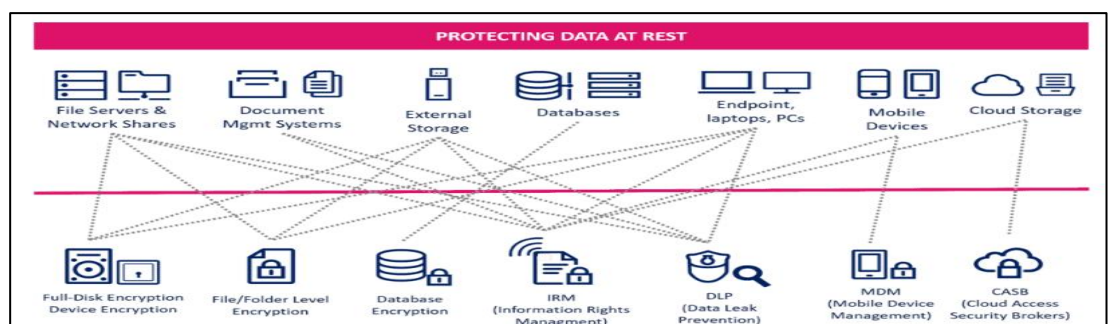 PROTECTING DATA AT REST
File Servers &
Network Shares
Document
Mgmt Systems
External
Storage
Databases
Endpoint,
laptops, PCs
Mobile
Devices
Cloud Storage
Full-Disk Encryption
Device Encryption
File/Folder Level
Encryption
Database
Encryption
IRM
(Information Rights
Managment)
DLP
(Data Leak
Prevention)
MDM
(Mobile Device
Management)
CASB
(Cloud Access
Security Brokers)